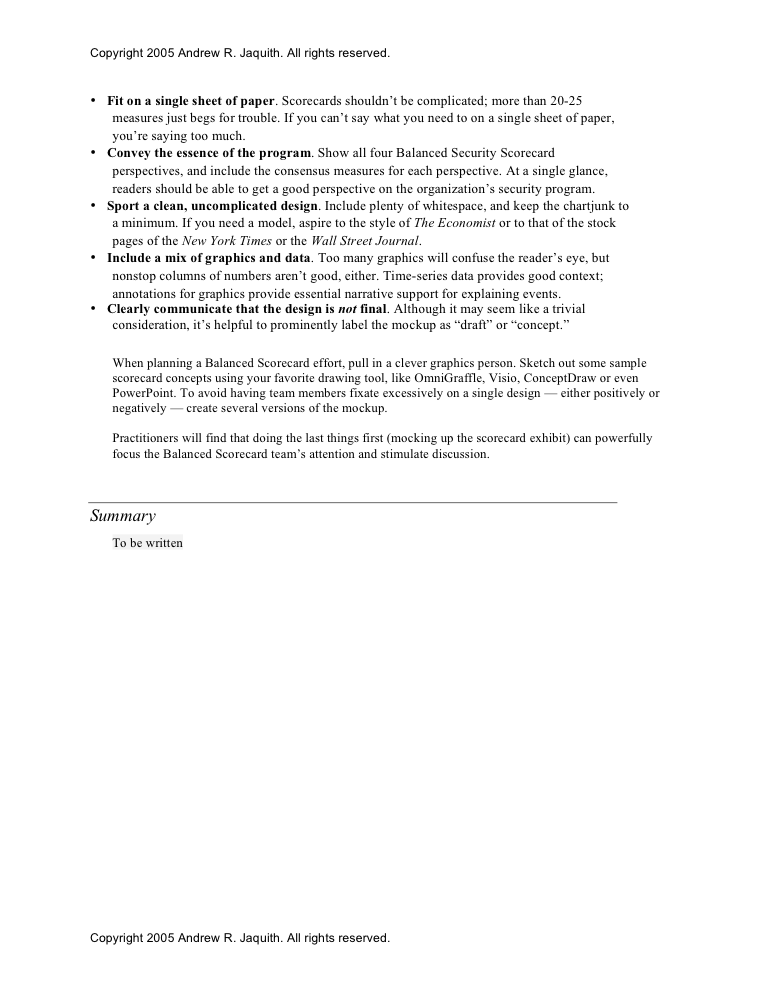 Copyright 2005 Andrew R. Jaquith. All rights reserved.
• Fit on a single sheet of paper. Scorecards shouldn’t be complicated; more than 20-25
measures just begs for trouble. If you can’t say what you need to on a single sheet of paper,
you’re saying too much.
• Convey the essence of the program. Show all four Balanced Security Scorecard
perspectives, and include the consensus measures for each perspective. At a single glance,
readers should be able to get a good perspective on the organization’s security program.
• Sport a clean, uncomplicated design. Include plenty of whitespace, and keep the chartjunk to
a minimum. If you need a model, aspire to the style of The Economist or to that of the stock
pages of the New York Times or the Wall Street Journal.
• Include a mix of graphics and data. Too many graphics will confuse the reader’s eye, but
nonstop columns of numbers aren’t good, either. Time-series data provides good context;
annotations for graphics provide essential narrative support for explaining events.
• Clearly communicate that the design is not final. Although it may seem like a trivial
consideration, it’s helpful to prominently label the mockup as “draft” or “concept.”
When planning a Balanced Scorecard effort, pull in a clever graphics person. Sketch out some sample
scorecard concepts using your favorite drawing tool, like OmniGraffle, Visio, ConceptDraw or even
PowerPoint. To avoid having team members fixate excessively on a single design — either positively or
negatively — create several versions of the mockup.
Practitioners will find that doing the last things first (mocking up the scorecard exhibit) can powerfully
focus the Balanced Scorecard team’s attention and stimulate discussion.
Summary
To be written
Copyright 2005 Andrew R. Jaquith. All rights reserved.